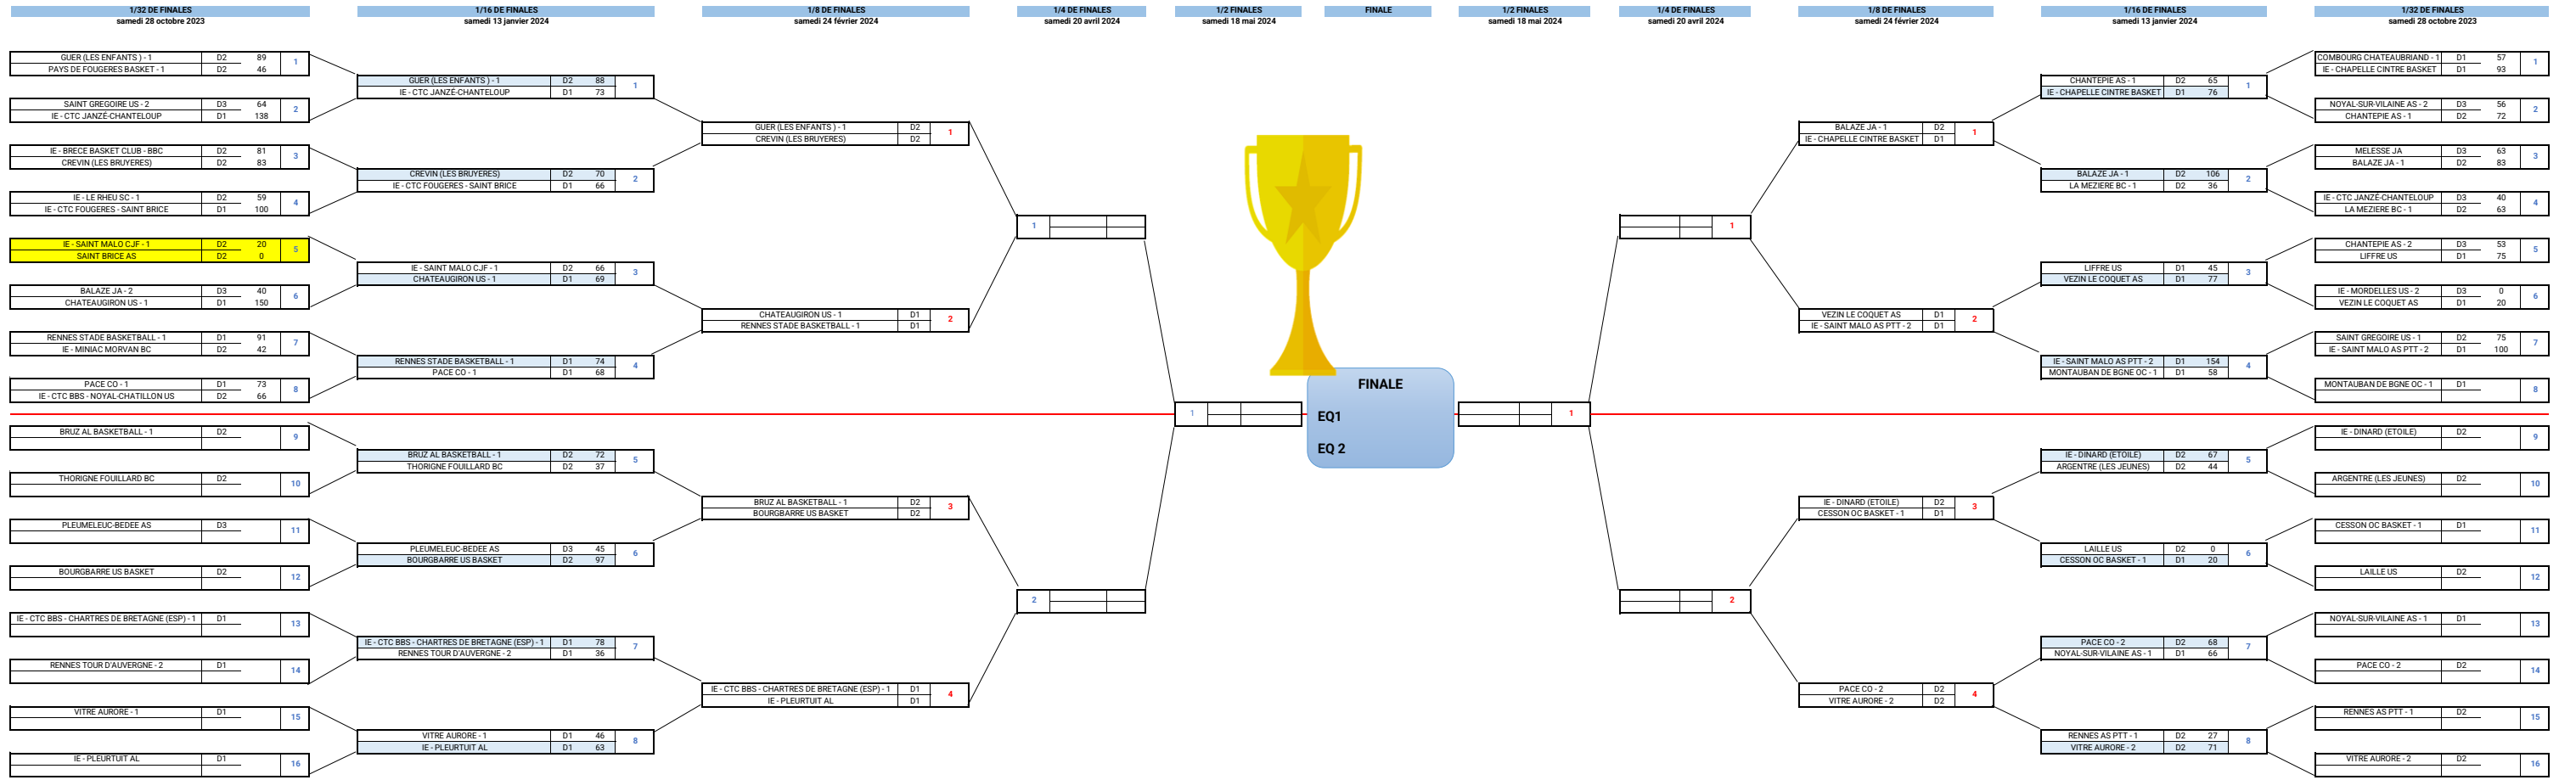 1/32 DE FINALES
samedi 28 octobre 2023
GUER (LES ENFANTS ) - 1 D2 89 1
PAYS DE FOUGERES BASKET - 1 D2 46
SAINT GREGOIRE US - 2 D3 64 2
IE - CTC JANZÉ-CHANTELOUP D1 138
IE - BRECE BASKET CLUB - BBC D2 81 3
CREVIN (LES BRUYERES) D2 83
IE - LE RHEU SC - 1 D2 59 4
IE - CTC FOUGERES - SAINT BRICE D1 100
IE - SAINT MALO CJF - 1 D2 20 5
SAINT BRICE AS D2 0
BALAZE JA - 2 D3 40 6
CHATEAUGIRON US - 1 D1 150
RENNES STADE BASKETBALL - 1 D1 91 7
IE - MINIAC MORVAN BC D2 42
PACE CO - 1 D1 73 8
IE - CTC BBS - NOYAL-CHATILLON US D2 66
BRUZ AL BASKETBALL - 1 D2 9
THORIGNE FOUILLARD BC D2 10
PLEUMELEUC-BEDEE AS D3 11
BOURGBARRE US BASKET D2 12
IE - CTC BBS - CHARTRES DE BRETAGNE (ESP) - 1 D1 13
RENNES TOUR D'AUVERGNE - 2 D1 14
VITRE AURORE - 1 D1 15
IE - PLEURTUIT AL D1 16
1/16 DE FINALES
samedi 13 janvier 2024
GUER (LES ENFANTS ) - 1 D2 88 1
IE - CTC JANZÉ-CHANTELOUP D1 73
CREVIN (LES BRUYERES) D2 70 2
IE - CTC FOUGERES - SAINT BRICE D1 66
IE - SAINT MALO CJF - 1 D2 66 3
CHATEAUGIRON US - 1 D1 69
RENNES STADE BASKETBALL - 1 D1 74 4
PACE CO - 1 D1 68
BRUZ AL BASKETBALL - 1 D2 72 5
THORIGNE FOUILLARD BC D2 37
PLEUMELEUC-BEDEE AS D3 45 6
BOURGBARRE US BASKET D2 97
IE - CTC BBS - CHARTRES DE BRETAGNE (ESP) - 1 D1 78 7
RENNES TOUR D'AUVERGNE - 2 D1 36
VITRE AURORE - 1 D1 46 8
IE - PLEURTUIT AL D1 63
1/8 DE FINALES
samedi 24 février 2024
GUER (LES ENFANTS ) - 1 D2 1
CREVIN (LES BRUYERES) D2
CHATEAUGIRON US - 1 D1 2
RENNES STADE BASKETBALL - 1 D1
BRUZ AL BASKETBALL - 1 D2 3
BOURGBARRE US BASKET D2
IE - CTC BBS - CHARTRES DE BRETAGNE (ESP) - 1 D1 4
IE - PLEURTUIT AL D1
1/4 DE FINALES
samedi 20 avril 2024
1
2
1/2 FINALES
samedi 18 mai 2024
1
FINALE
FINALE
EQ1
EQ 2
1/2 FINALES
samedi 18 mai 2024
1
1/4 DE FINALES
samedi 20 avril 2024
1
2
1/8 DE FINALES
samedi 24 février 2024
BALAZE JA - 1 D2 1
IE - CHAPELLE CINTRE BASKET D1
VEZIN LE COQUET AS D1 2
IE - SAINT MALO AS PTT - 2 D1
IE - DINARD (ETOILE) D2 3
CESSON OC BASKET - 1 D1
PACE CO - 2 D2 4
VITRE AURORE - 2 D2
1/16 DE FINALES
samedi 13 janvier 2024
CHANTEPIE AS - 1 D2 65 1
IE - CHAPELLE CINTRE BASKET D1 76
BALAZE JA - 1 D2 106 2
LA MEZIERE BC - 1 D2 36
LIFFRE US D1 45 3
VEZIN LE COQUET AS D1 77
IE - SAINT MALO AS PTT - 2 D1 154 4
MONTAUBAN DE BGNE OC - 1 D1 58
IE - DINARD (ETOILE) D2 67 5
ARGENTRE (LES JEUNES) D2 44
LAILLE US D2 0 6
CESSON OC BASKET - 1 D1 20
PACE CO - 2 D2 68 7
NOYAL-SUR-VILAINE AS - 1 D1 66
RENNES AS PTT - 1 D2 27 8
VITRE AURORE - 2 D2 71
1/32 DE FINALES
samedi 28 octobre 2023
COMBOURG CHATEAUBRIAND - 1 D1 57 1
IE - CHAPELLE CINTRE BASKET D1 93
NOYAL-SUR-VILAINE AS - 2 D3 56 2
CHANTEPIE AS - 1 D2 72
MELESSE JA D3 63 3
BALAZE JA - 1 D2 83
IE - CTC JANZÉ-CHANTELOUP D3 40 4
LA MEZIERE BC - 1 D2 63
CHANTEPIE AS - 2 D3 53 5
LIFFRE US D1 75
IE - MORDELLES US - 2 D3 0 6
VEZIN LE COQUET AS D1 20
SAINT GREGOIRE US - 1 D2 75 7
IE - SAINT MALO AS PTT - 2 D1 100
MONTAUBAN DE BGNE OC - 1 D1 8
IE - DINARD (ETOILE) D2 9
ARGENTRE (LES JEUNES) D2 10
CESSON OC BASKET - 1 D1 11
LAILLE US D2 12
NOYAL-SUR-VILAINE AS - 1 D1 13
PACE CO - 2 D2 14
RENNES AS PTT - 1 D2 15
VITRE AURORE - 2 D2 16